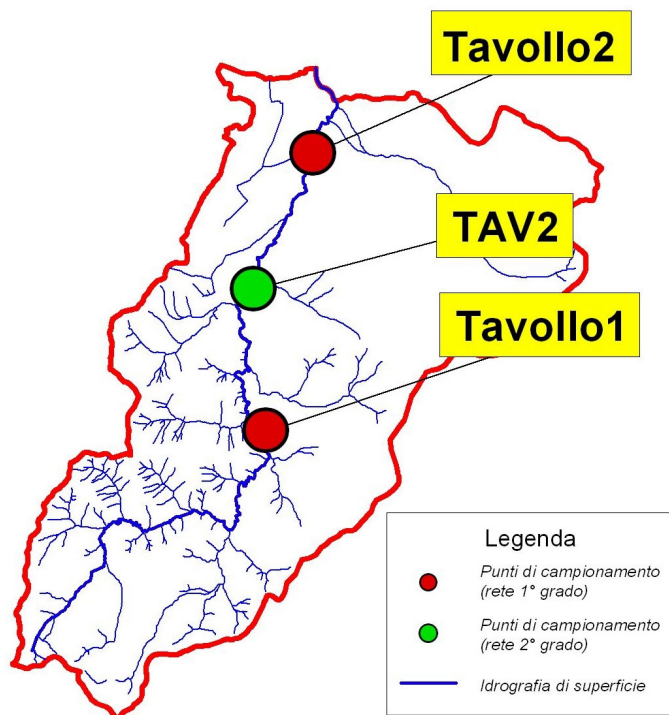 Tavollo2
TAV2
Tavollo1
Legenda
Punti di campionamento
(rete 1° grado)
Punti di campionamento
(rete 2° grado)
Idrografia di superficie